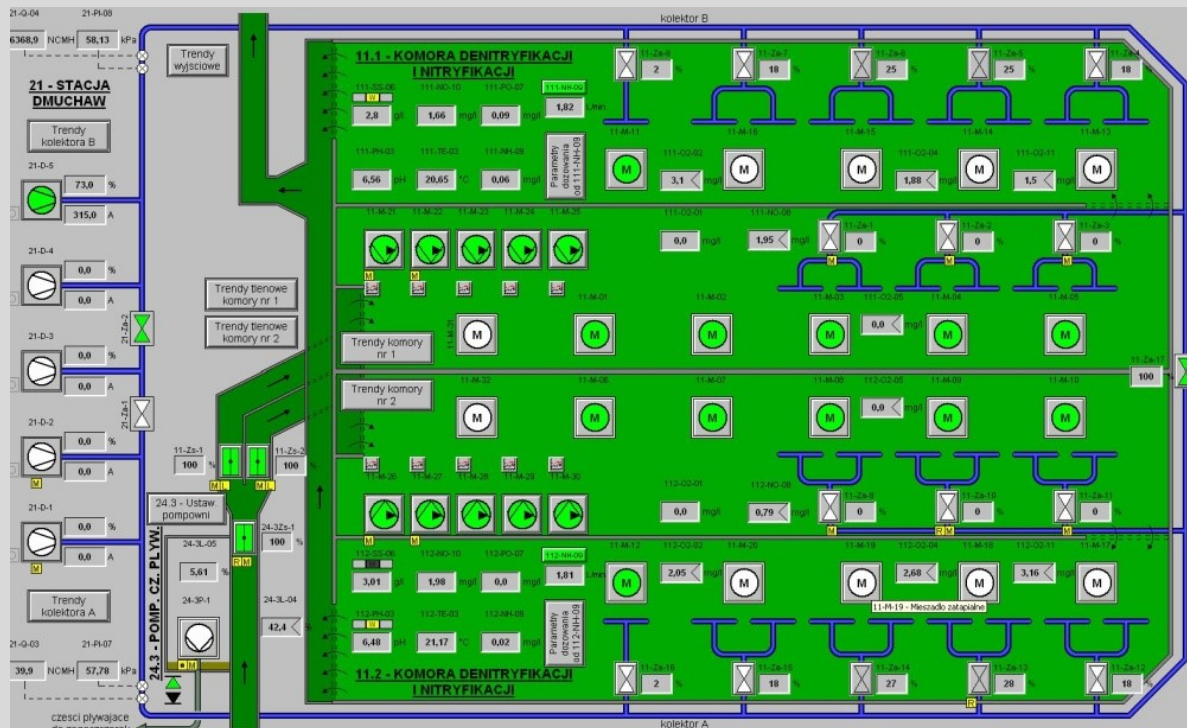 kolektor B
21-Q-04
21-PI-08
6368,9 NCMH 58,13 kPa
Trendy
wyjsciowe
21 - STACJA
DMUCHAW
Trendy
kolektora B
21-D-5
73,0 %
315,0 A
21-D-4
0,0 %
0,0 A
21-D-3
0,0 %
0,0 A
21-D-2
0,0 %
0,0 A
M
21-D-1
0,0 %
0,0 A
M
Trendy
kolektora A
21-Q-03
21-PI-07
39,9 NCMH 57,78 kPa
21-Za-2
21-Za-1
czesci plywajace
11.1 - KOMORA DENITRYFIKACJI
I NITRYFIKACJI
111-SS-06 111-NO-10 111-PO-07 111-NH-09
W
2,8 g/l 1,66 mg/l 0,09 mg/l 1,82 L/min
111-PH-03 111-TE-03 111-NH-09
6,56 pH 20,65 °C 0,06 mg/l
Parametry
dozowania
od 111-NH-09
11-Za-7 11-Za-5 11-Za-4
2 % 18 % 25 % 25 % 18 %
11-M-11 11-M-16 11-M-15 11-M-14 11-M-13
M M M M M
111-O2-02 111-O2-04 111-O2-11
3,1 mg/l 1,88 mg/l 1,5 mg/l
11-M-21 11-M-22 11-M-23 11-M-24 11-M-25
M M
111-O2-01 111-NO-08
0,0 mg/l 1,95 mg/l
11-Za-1 11-Za-2 11-Za-3
0 % 0 % 0 %
M M M
Trendy tlenowe
komory nr 1
Trendy tlenowe
komory nr 2
11-M-31 11-M-01 11-M-02 11-M-03 111-O2-05 11-M-04 11-M-05
M M M M 0,0 mg/l M M
Trendy komory
nr 1
11-Za-17
100 %
Trendy komory
nr 2
11-M-32 11-M-06 11-M-07 11-M-08 112-O2-05 11-M-09 11-M-10
M M M M 0,0 mg/l M M
11-Zs-1 11-Zs-2
100 % 100 %
M L M L
11-M-26 11-M-27 11-M-28 11-M-29 11-M-30
M M
112-O2-01 112-NO-08
0,0 mg/l 0,79 mg/l
11-Za-9 11-Za-10 11-Za-11
0 % 0 % 0 %
M R M M
24.3 - Ustaw.
pompowni
24-3Zs-1
100 %
R M
24.3 - POMP. CZ. PLYW.
24-3L-05
5,61 %
24-3P-1
M
24-3L-04
42,4 %
112-SS-06 112-NO-10 112-PO-07 112-NH-09
3,01 g/l 1,98 mg/l 0,0 mg/l 1,81 L/min
112-PH-03 112-TE-03 112-NH-09
W
6,48 pH 21,17 °C 0,02 mg/l
Parametry
dozowania
od 112-NH-09
11-M-12 112-O2-02 11-M-20 11-M-19 112-O2-04 11-M-18 112-O2-11 11-M-17
M 2,05 mg/l M M 2,68 mg/l M 3,16 mg/l M
11-M-19 - Mieszadlo zatapialne
11.2 - KOMORA DENITRYFIKACJI
I NITRYFIKACJI
11-Za-16 11-Za-15 11-Za-14 11-Za-13 11-Za-12
2 % 18 % 27 % 28 % 18 %
R
kolektor A